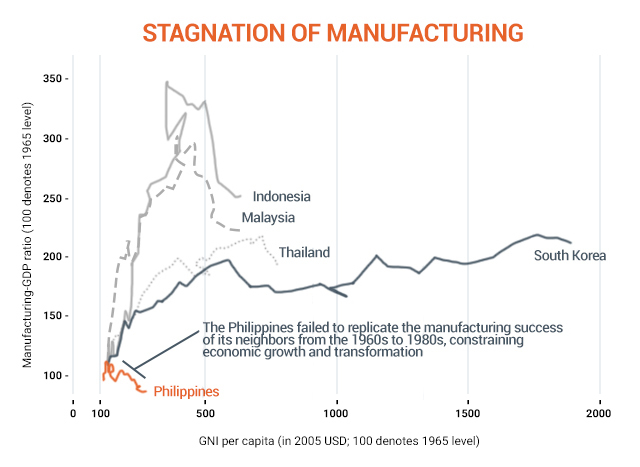 STAGNATION OF MANUFACTURING
Manufacturing-GDP ratio (100 denotes 1965 level)
350 -
300 -
250 -
200 -
150 -
100 -
Indonesia
Malaysia
Thailand
South Korea
The Philippines failed to replicate the manufacturing success
of its neighbors from the 1960s to 1980s, constraining
economic growth and transformation
Philippines
0 100 500 1000 1500 2000
GNI per capita (in 2005 USD; 100 denotes 1965 level)